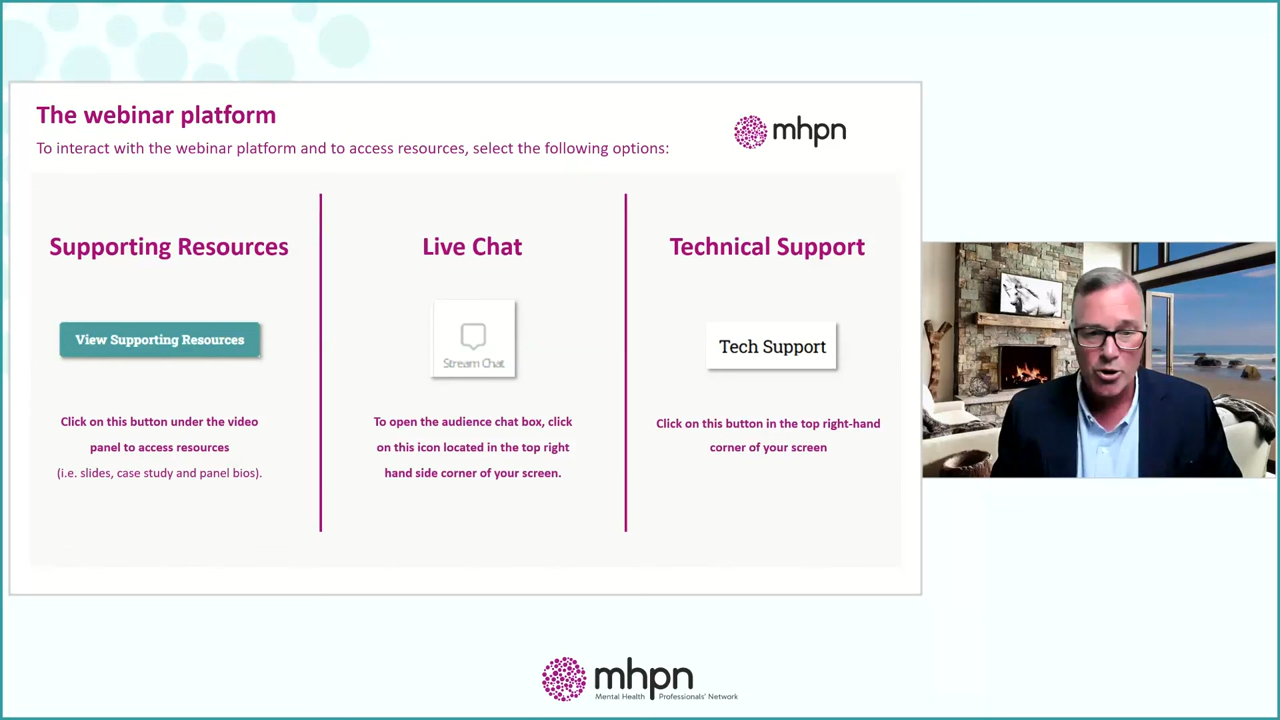 The webinar platform
To interact with the webinar platform and to access resources, select the following options:
mhpn
Supporting Resources
View Supporting Resources
Click on this button under the video
panel to access resources
(i.e. slides, case study and panel bios).
Live Chat
Stream Chat
To open the audience chat box, click
on this icon located in the top right
hand side corner of your screen.
Technical Support
Tech Support
Click on this button in the top right-hand
corner of your screen
mhpn
Mental Health Professionals' Network